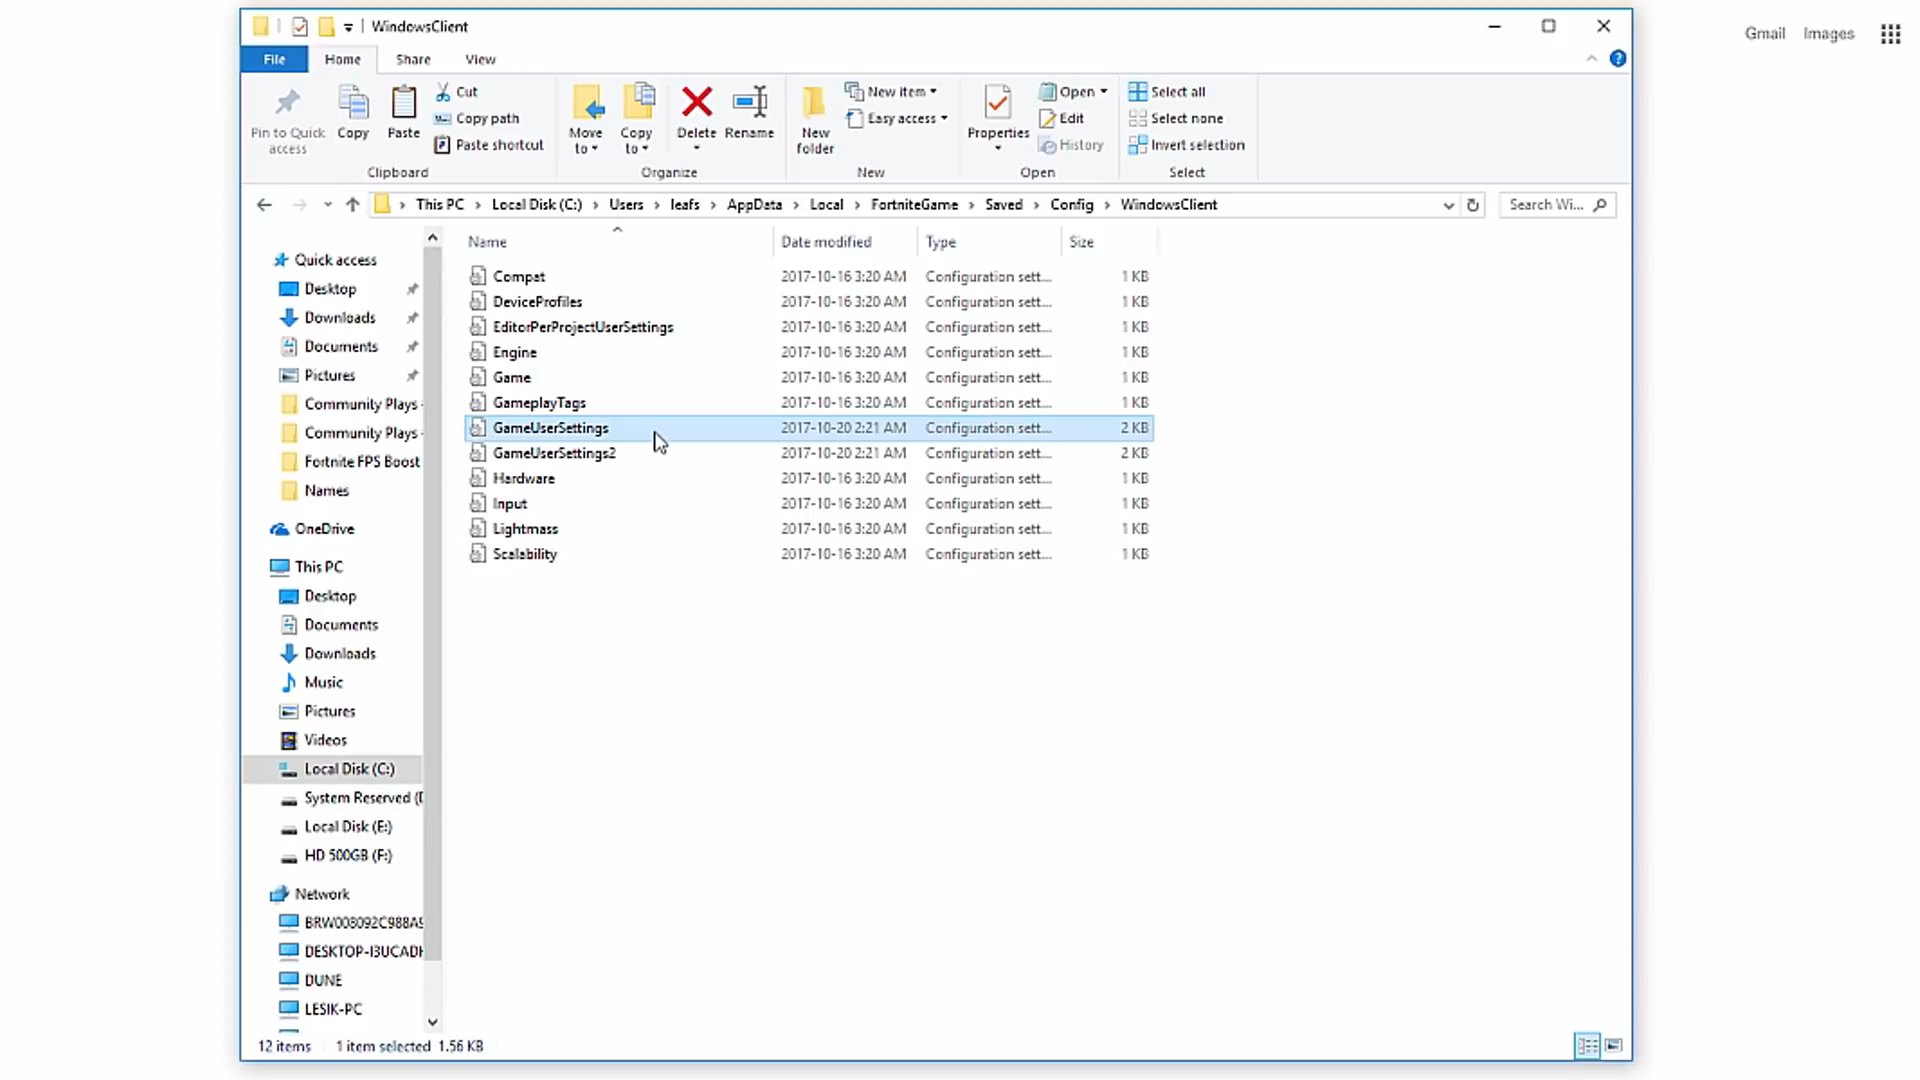 WindowsClient
Gmail Images
File Home Share View
Pin to Quick access
Copy
Paste
Cut
Copy path
Paste shortcut
Clipboard
Move to
Copy to
Delete
Rename
Organize
New folder
New item
Easy access
New
Properties
Open
Edit
History
Open
Select all
Select none
Invert selection
Select
This PC › Local Disk (C:) › Users › leafs › AppData › Local › FortniteGame › Saved › Config › WindowsClient
Search Wi...
Name Date modified Type Size
Compat 2017-10-16 3:20 AM Configuration sett... 1 KB
DeviceProfiles 2017-10-16 3:20 AM Configuration sett... 1 KB
EditorPerProjectUserSettings 2017-10-16 3:20 AM Configuration sett... 1 KB
Engine 2017-10-16 3:20 AM Configuration sett... 1 KB
Game 2017-10-16 3:20 AM Configuration sett... 1 KB
GameplayTags 2017-10-16 3:20 AM Configuration sett... 1 KB
GameUserSettings 2017-10-20 2:21 AM Configuration sett... 2 KB
GameUserSettings2 2017-10-20 2:21 AM Configuration sett... 2 KB
Hardware 2017-10-16 3:20 AM Configuration sett... 1 KB
Input 2017-10-16 3:20 AM Configuration sett... 1 KB
Lightmass 2017-10-16 3:20 AM Configuration sett... 1 KB
Scalability 2017-10-16 3:20 AM Configuration sett... 1 KB
Quick access
Desktop
Downloads
Documents
Pictures
Community Plays
Community Plays
Fortnite FPS Boost
Names
OneDrive
This PC
Desktop
Documents
Downloads
Music
Pictures
Videos
Local Disk (C:)
System Reserved (
Local Disk (E:)
HD 500GB (F:)
Network
BRW008092C988A
DESKTOP-I3UCAD
DUNE
LESIK-PC
12 items 1 item selected 1.56 KB